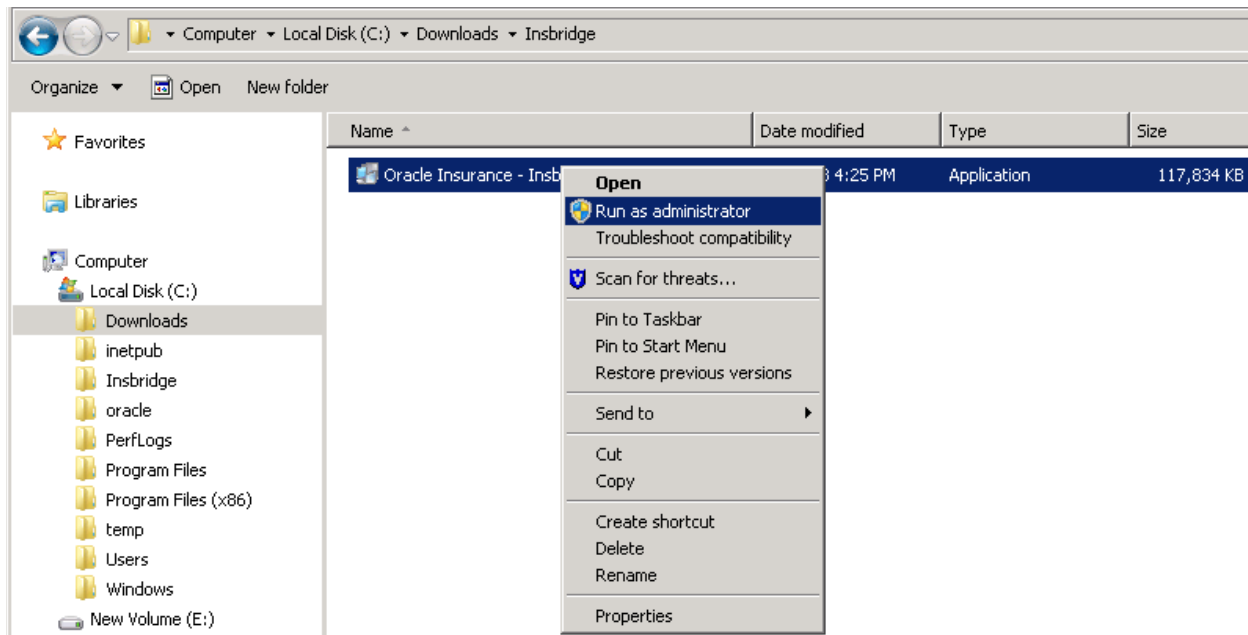 Computer Local Disk (C:) Downloads Insbridge
Organize Open New folder
Favorites
Libraries
Computer
Local Disk (C:)
Downloads
inetpub
Insbridge
oracle
PerfLogs
Program Files
Program Files (x86)
temp
Users
Windows
New Volume (E:)
Name Date modified Type Size
Oracle Insurance - Insb 4:25 PM Application 117,834 KB
Open
Run as administrator
Troubleshoot compatibility
Scan for threats...
Pin to Taskbar
Pin to Start Menu
Restore previous versions
Send to
Cut
Copy
Create shortcut
Delete
Rename
Properties